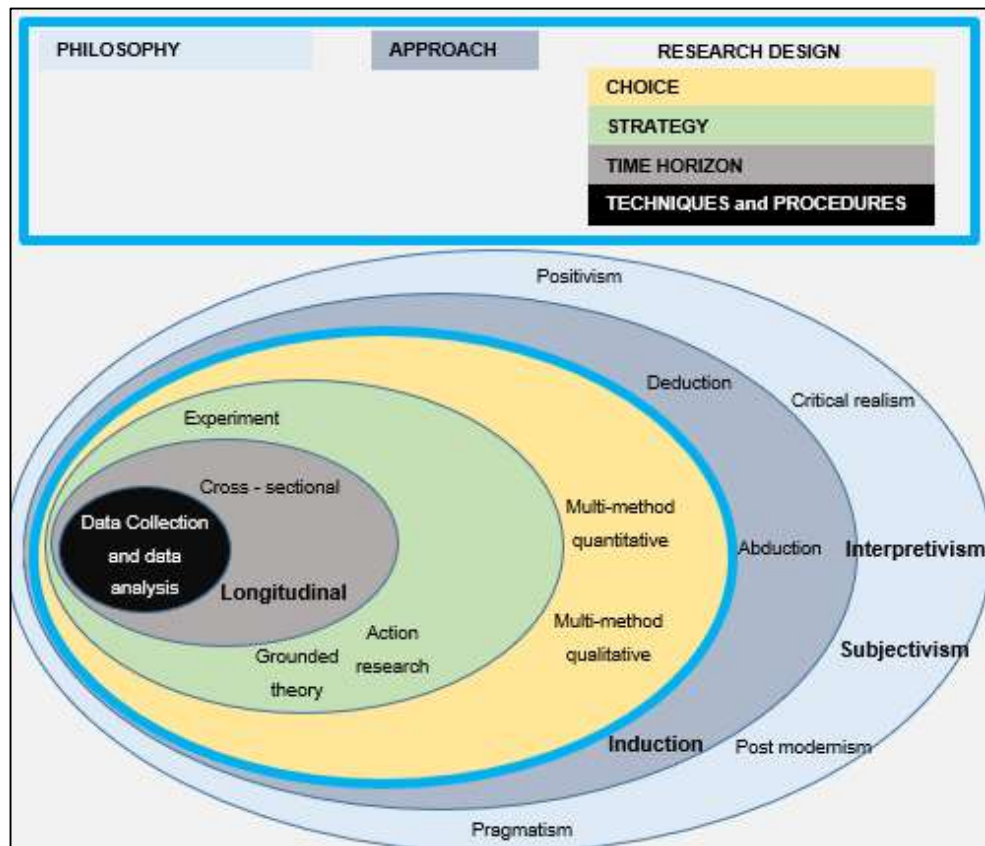 PHILOSOPHY
APPROACH
RESEARCH DESIGN
CHOICE
STRATEGY
TIME HORIZON
TECHNIQUES and PROCEDURES
Positivism
Deduction
Critical realism
Experiment
Cross - sectional
Data Collection
and data
analysis
Longitudinal
Multi-method
quantitative
Abduction
Interpretivism
Action
research
Grounded
theory
Multi-method
qualitative
Subjectivism
Induction
Post modernism
Pragmatism